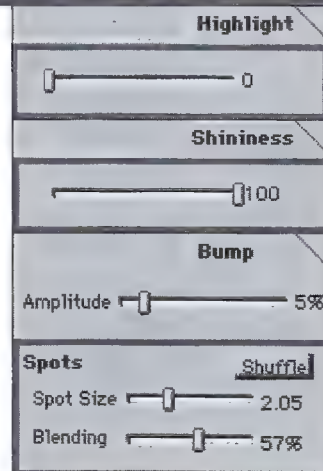 Highlight
0
Shininess
100
Bump
Amplitude 5%
Spots Shuffle
Spot Size 2.05
Blending 57%